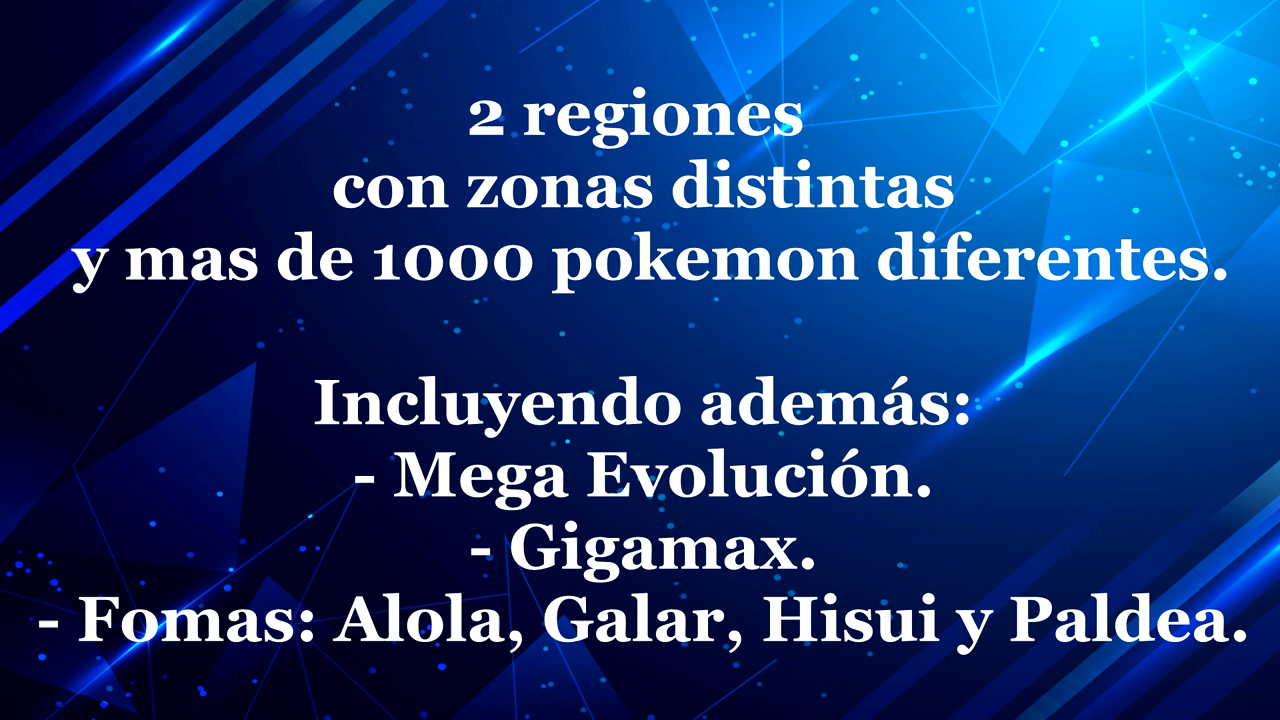 2 regiones
con zonas distintas
y mas de 1000 pokemon diferentes.
Incluyendo además:
- Mega Evolución.
- Gigamax.
- Fomas: Alola, Galar, Hisui y Paldea.